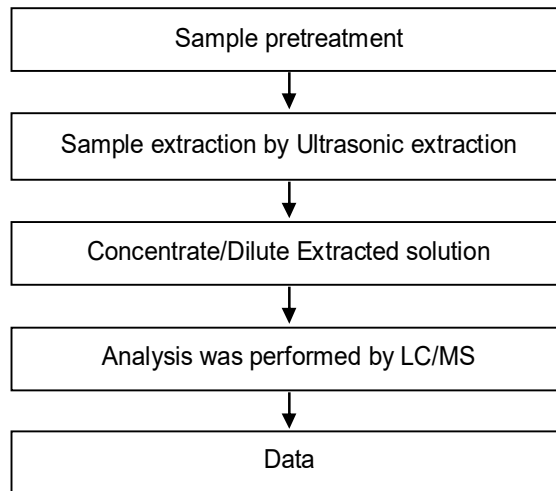 Sample pretreatment
Sample extraction by Ultrasonic extraction
Concentrate/Dilute Extracted solution
Analysis was performed by LC/MS
Data